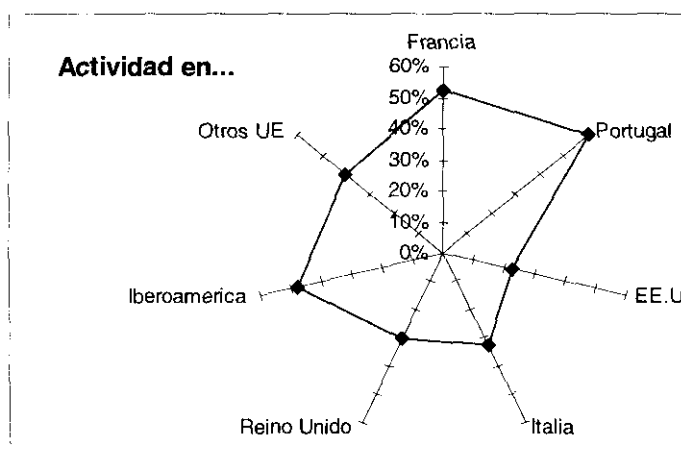 Actividad en...
Francia
60%
50%
40%
30%
20%
10%
0%
Otros UE
Portugal
Iberoamerica
EE.U
Reino Unido
Italia